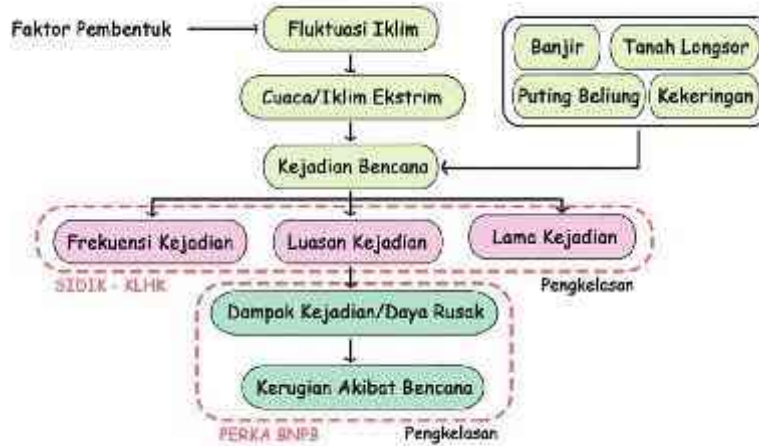 Faktor Pembentuk
Fluktuasi Iklim
Cuaca/Iklim Ekstrim
Kejadian Bencana
Banjir
Tanah Longsor
Puting Beliung
Kekeringan
Frekuensi Kejadian
Luasan Kejadian
Lama Kejadian
SIDIK - KLHK
Pengkelasan
Dampak Kejadian/Daya Rusak
Kerugian Akibat Bencana
PERKA BNPB
Pengkelasan